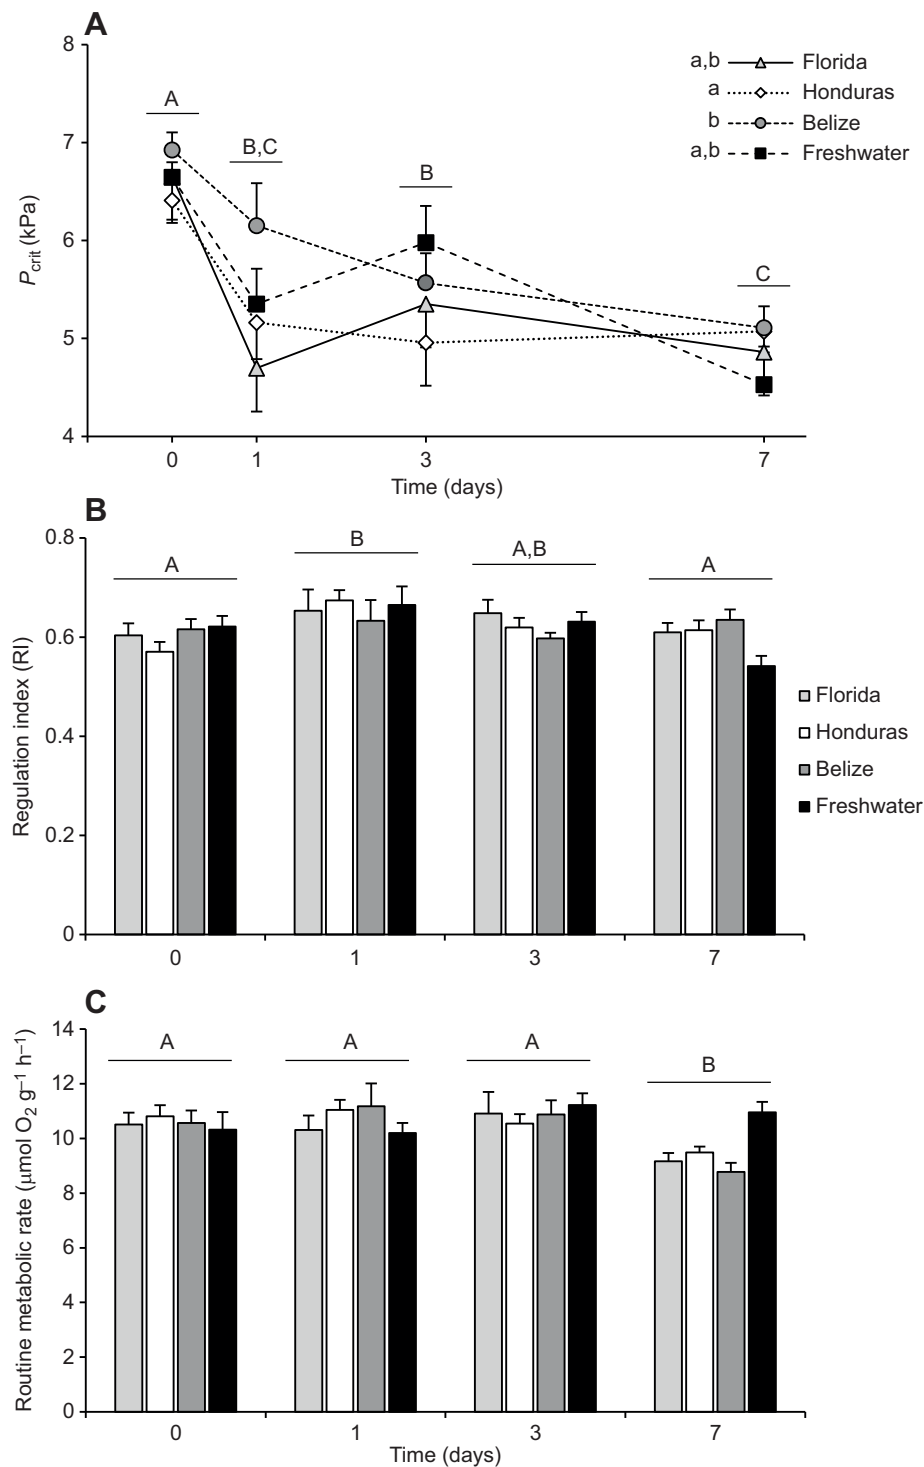 A
8
7
6
5
4
P_crit (kPa)
A
B,C
B
C
a,b Florida
a Honduras
b Belize
a,b Freshwater
0 1 3 7
Time (days)
B
0.8
0.6
0.4
0.2
0
Regulation index (RI)
A
B
A,B
A
Florida
Honduras
Belize
Freshwater
0 1 3 7
C
14
12
10
8
6
4
2
0
Routine metabolic rate (μmol O₂ g⁻¹ h⁻¹)
A
A
A
B
0 1 3 7
Time (days)